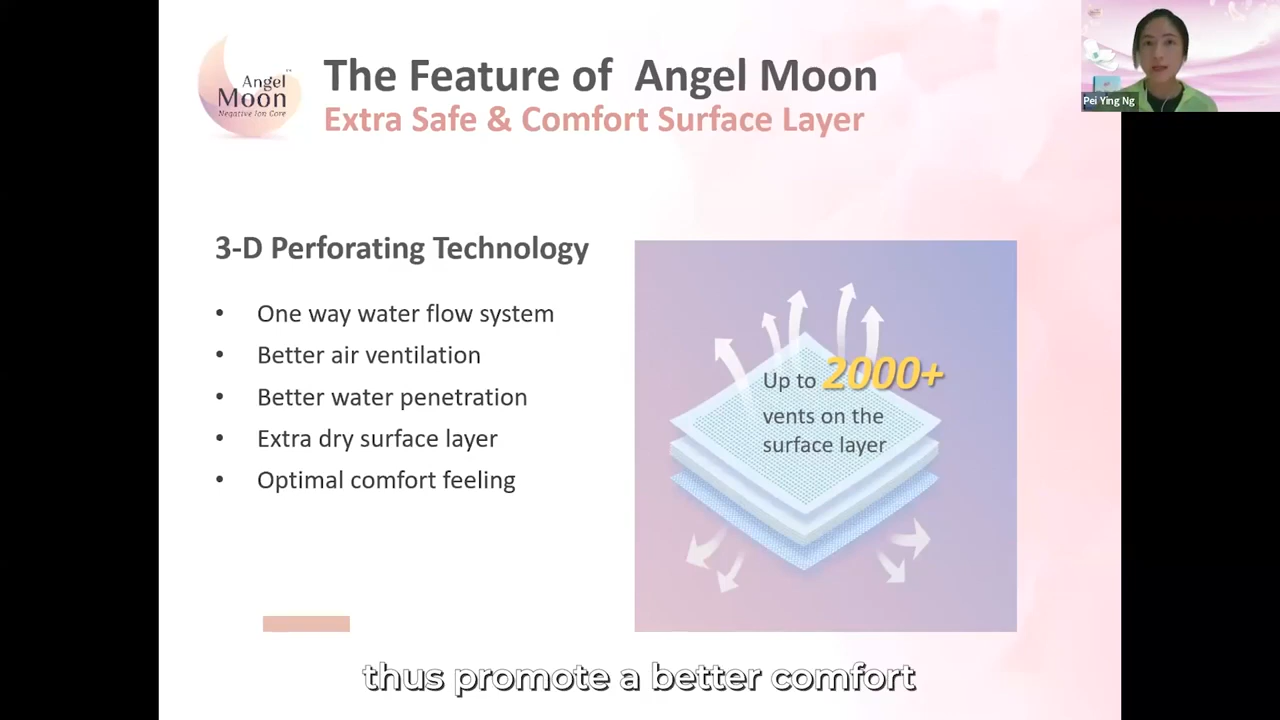 Angel
Moon
Negative Ion Core
The Feature of Angel Moon
Extra Safe & Comfort Surface Layer
Pei Ying Ng
3-D Perforating Technology
• One way water flow system
• Better air ventilation
• Better water penetration
• Extra dry surface layer
• Optimal comfort feeling
Up to 2000+
vents on the
surface layer
thus promote a better comfort